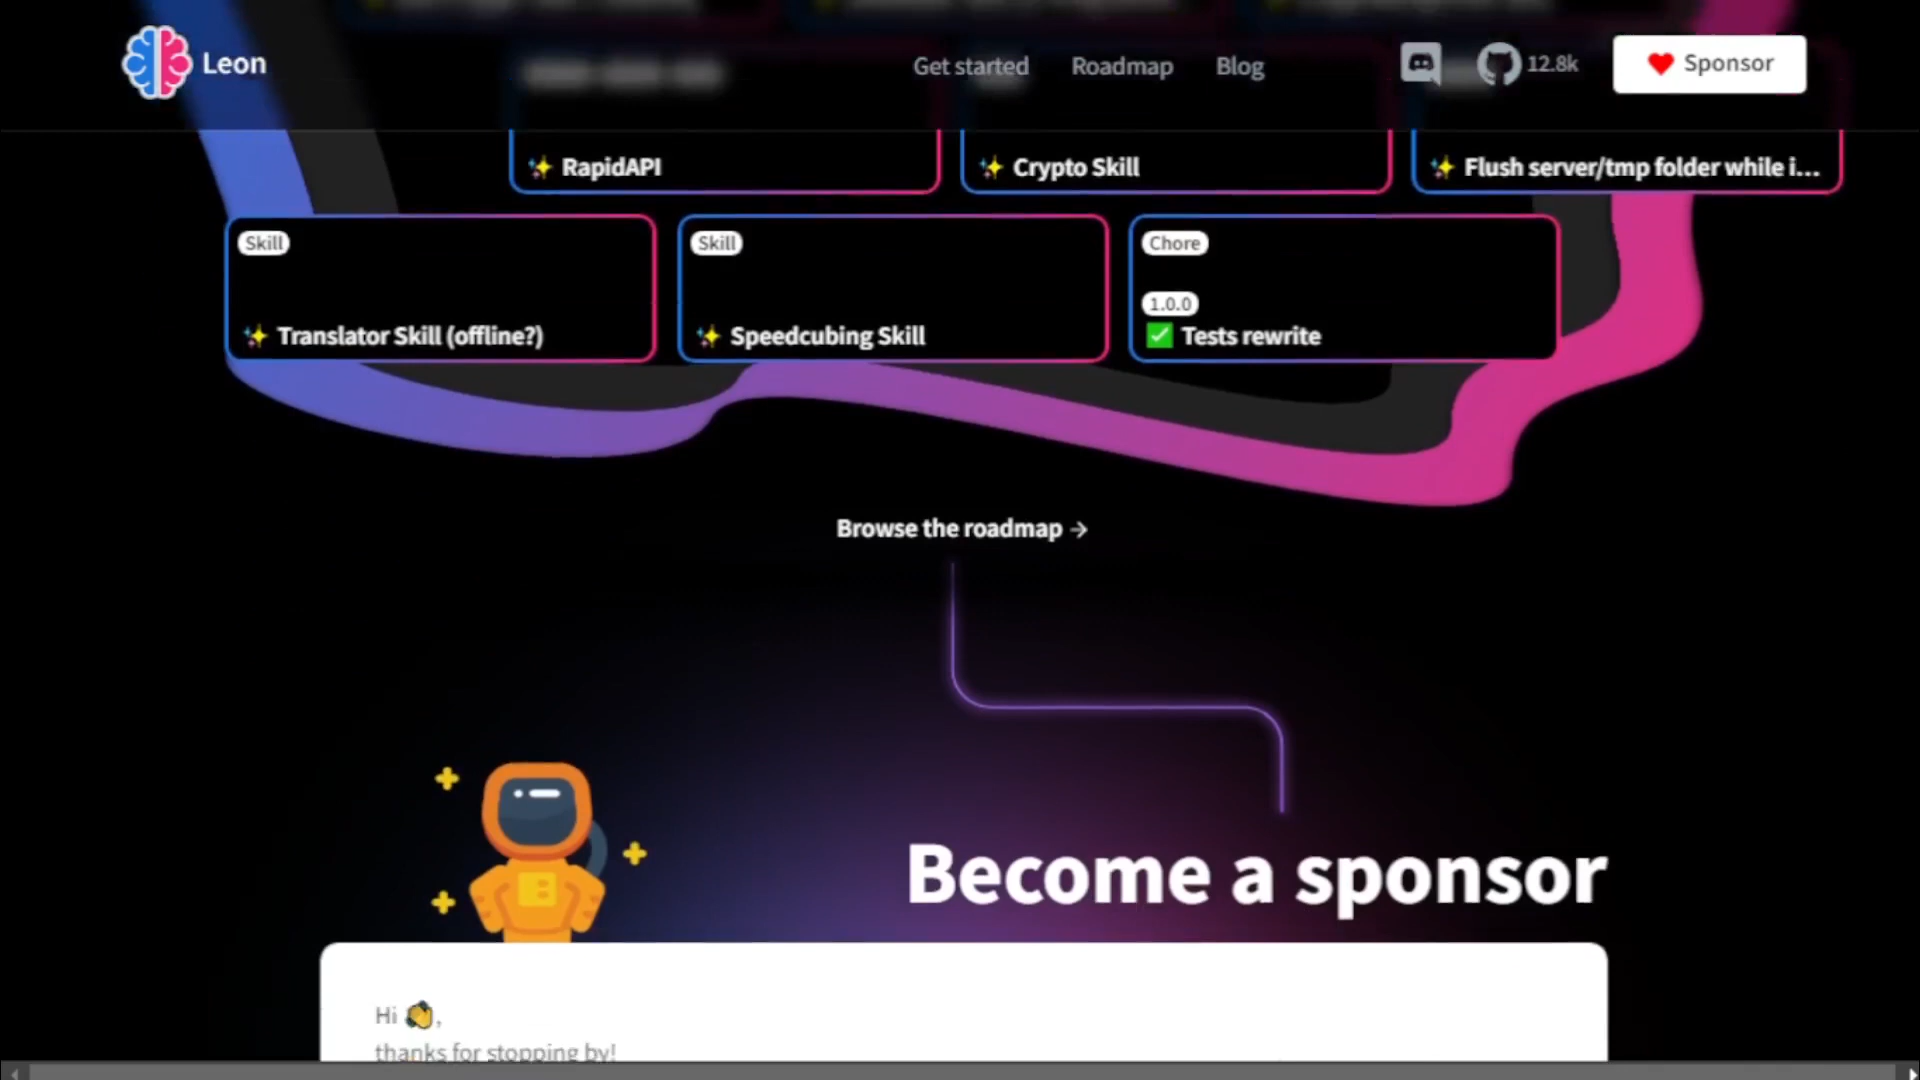 Leon
Get started
Roadmap
Blog
12.8k
Sponsor
✨ RapidAPI
✨ Crypto Skill
✨ Flush server/tmp folder while i...
Skill
✨ Translator Skill (offline?)
Skill
✨ Speedcubing Skill
Chore
1.0.0
✅ Tests rewrite
Browse the roadmap →
Become a sponsor
Hi 👋,
thanks for stopping by!